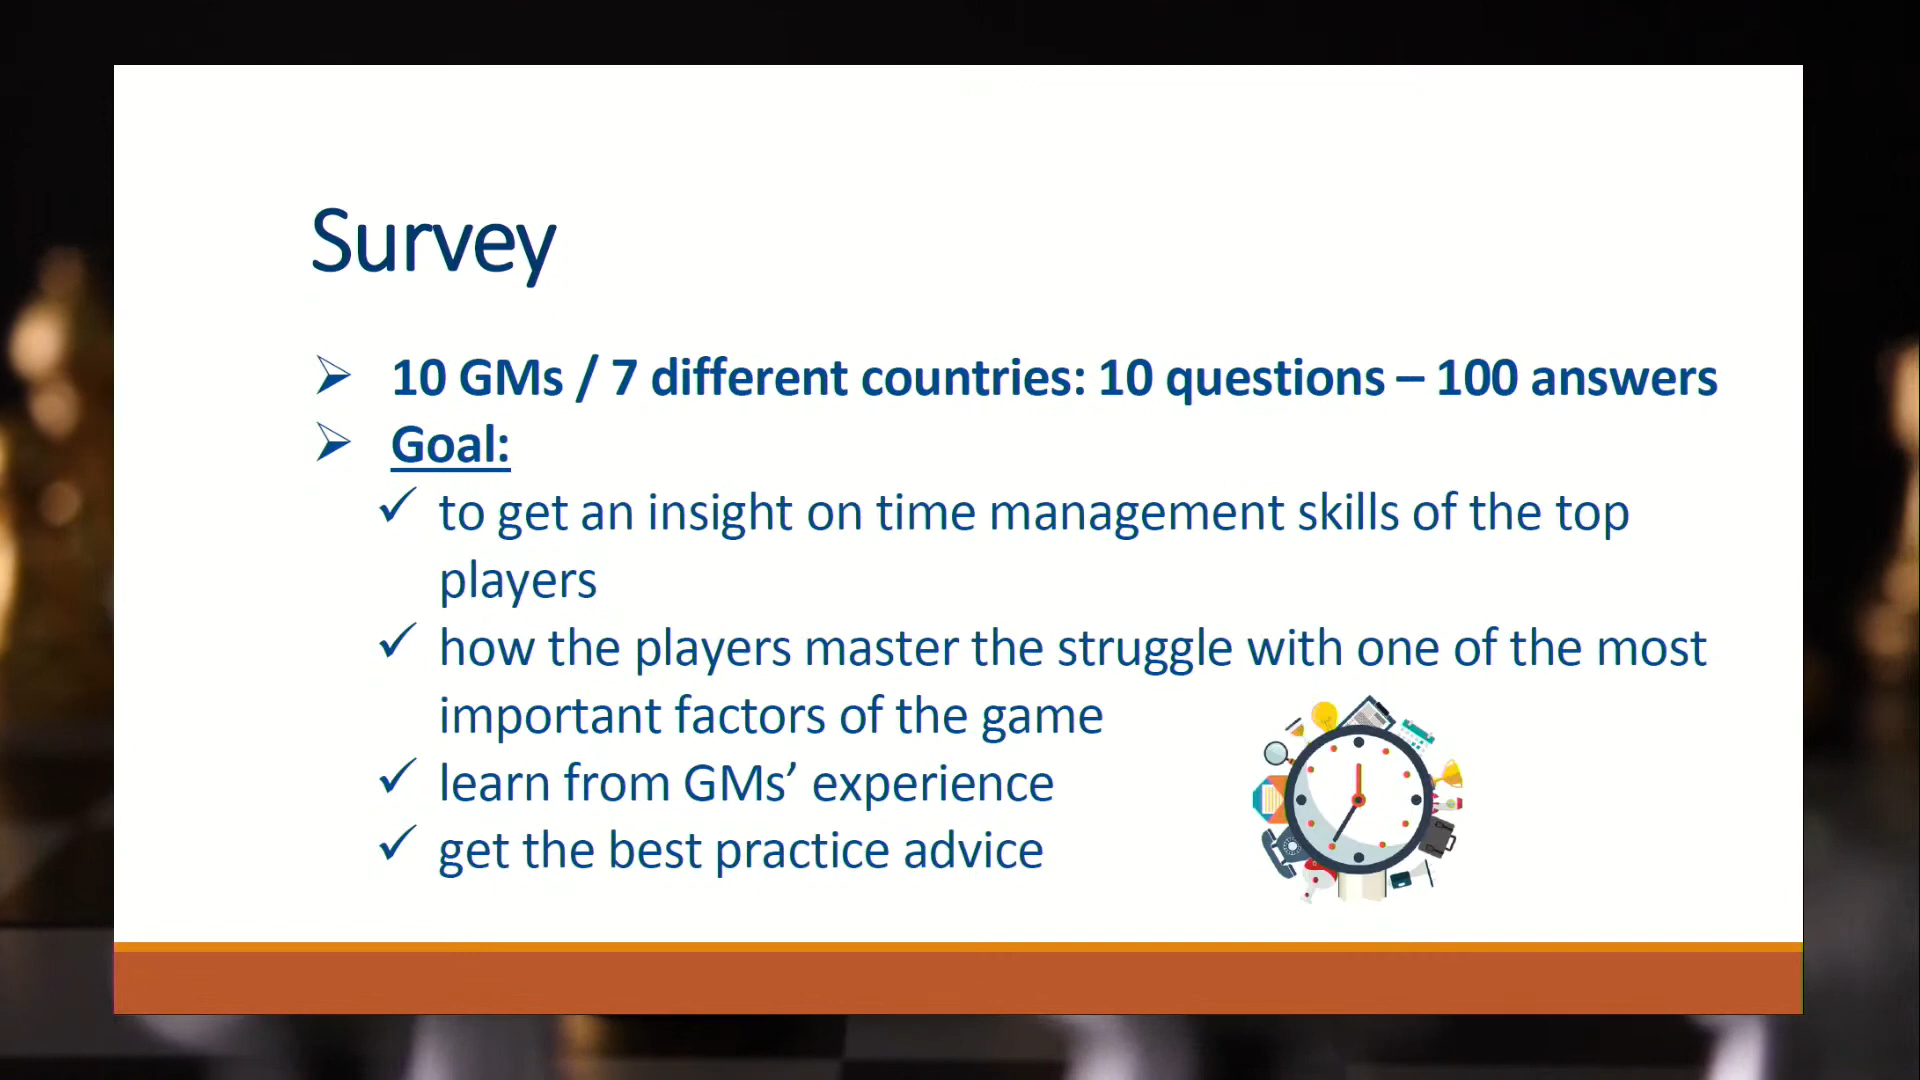 Survey
10 GMs / 7 different countries: 10 questions – 100 answers
Goal:
to get an insight on time management skills of the top
players
how the players master the struggle with one of the most
important factors of the game
learn from GMs’ experience
get the best practice advice